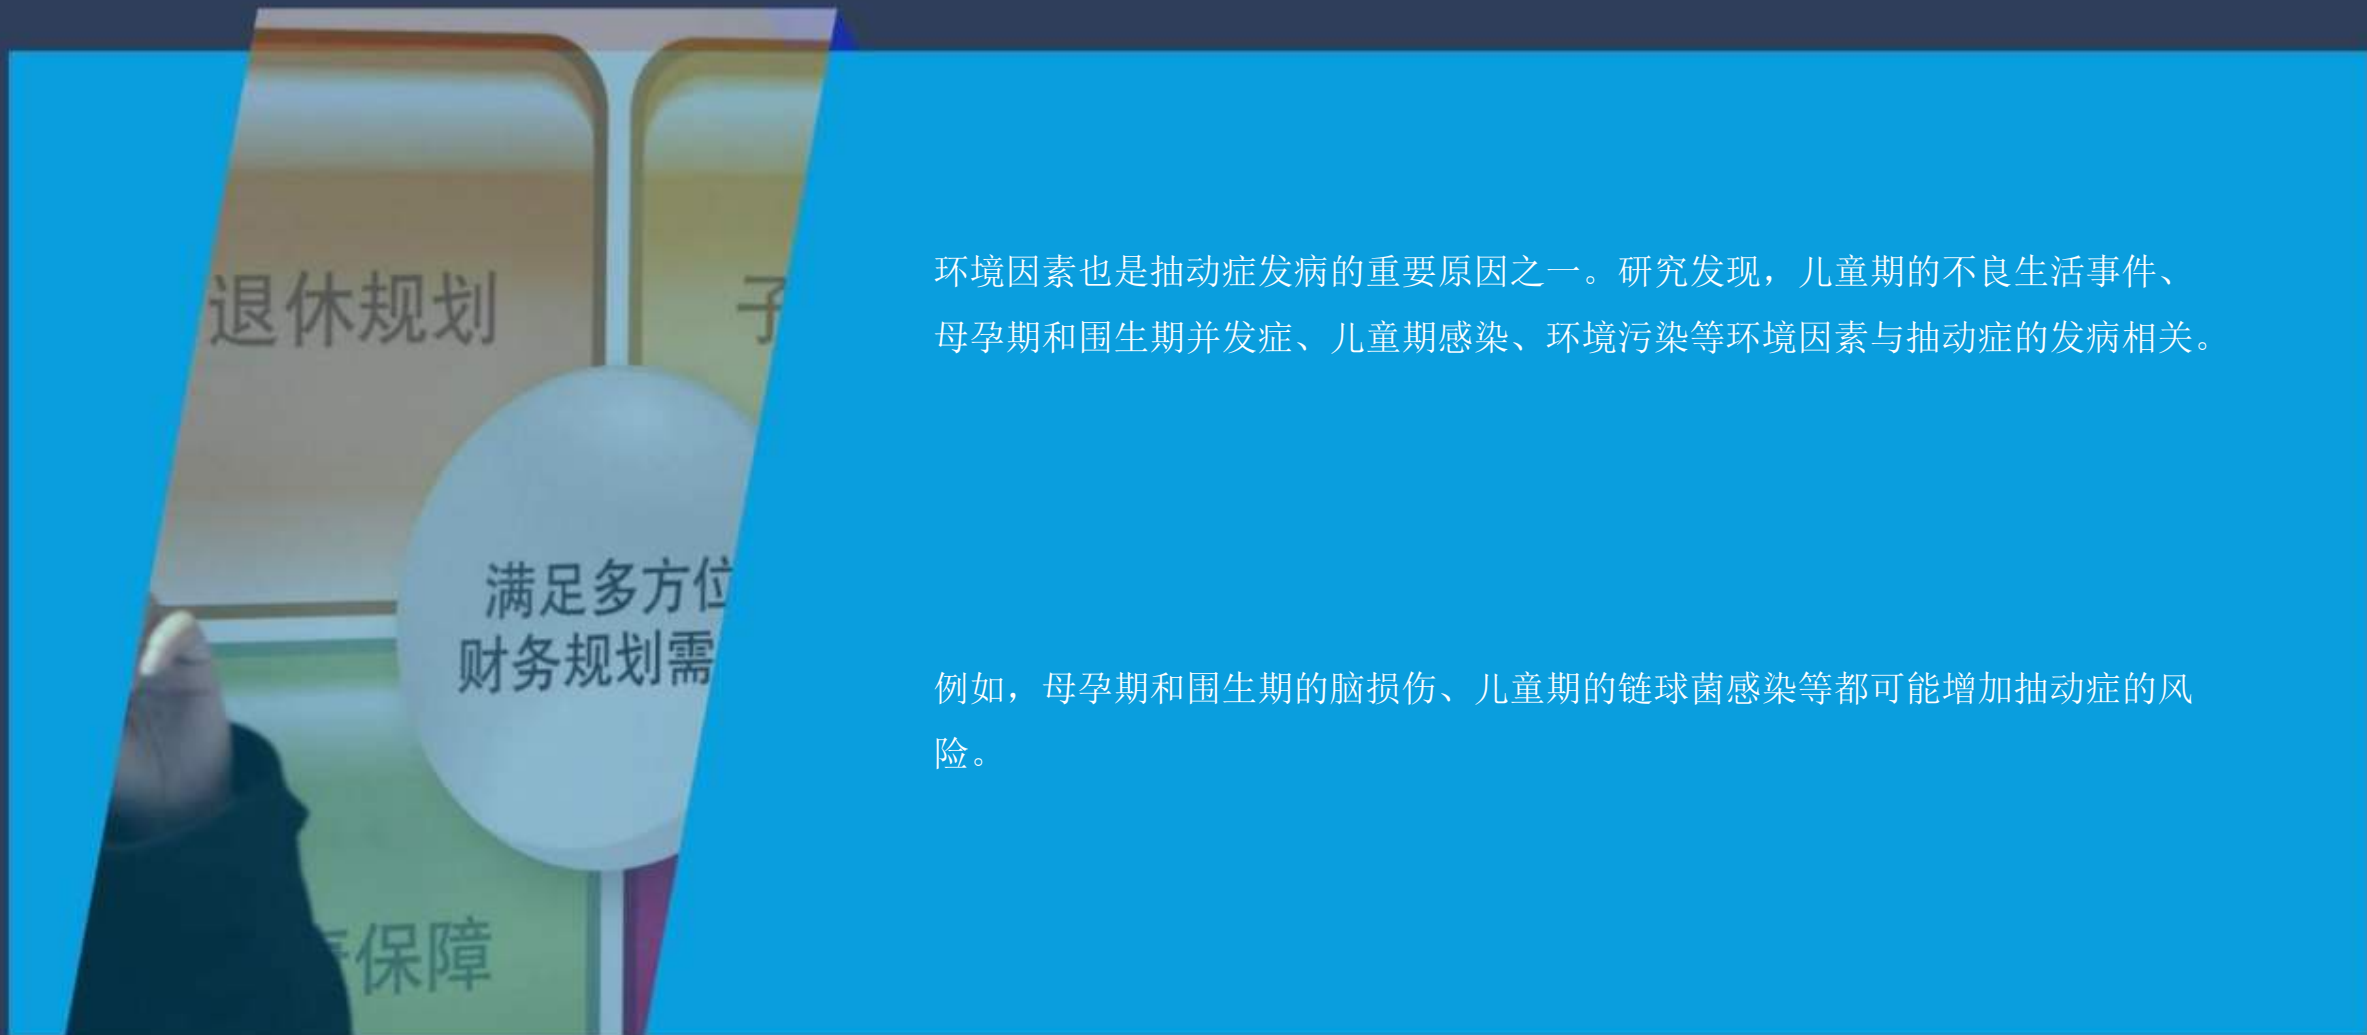 退休规划
子
满足多方位
财务规划需
保障
环境因素也是抽动症发病的重要原因之一。研究发现，儿童期的不良生活事件、
母孕期和围生期并发症、儿童期感染、环境污染等环境因素与抽动症的发病相关。
例如，母孕期和围生期的脑损伤、儿童期的链球菌感染等都可能增加抽动症的风
险。